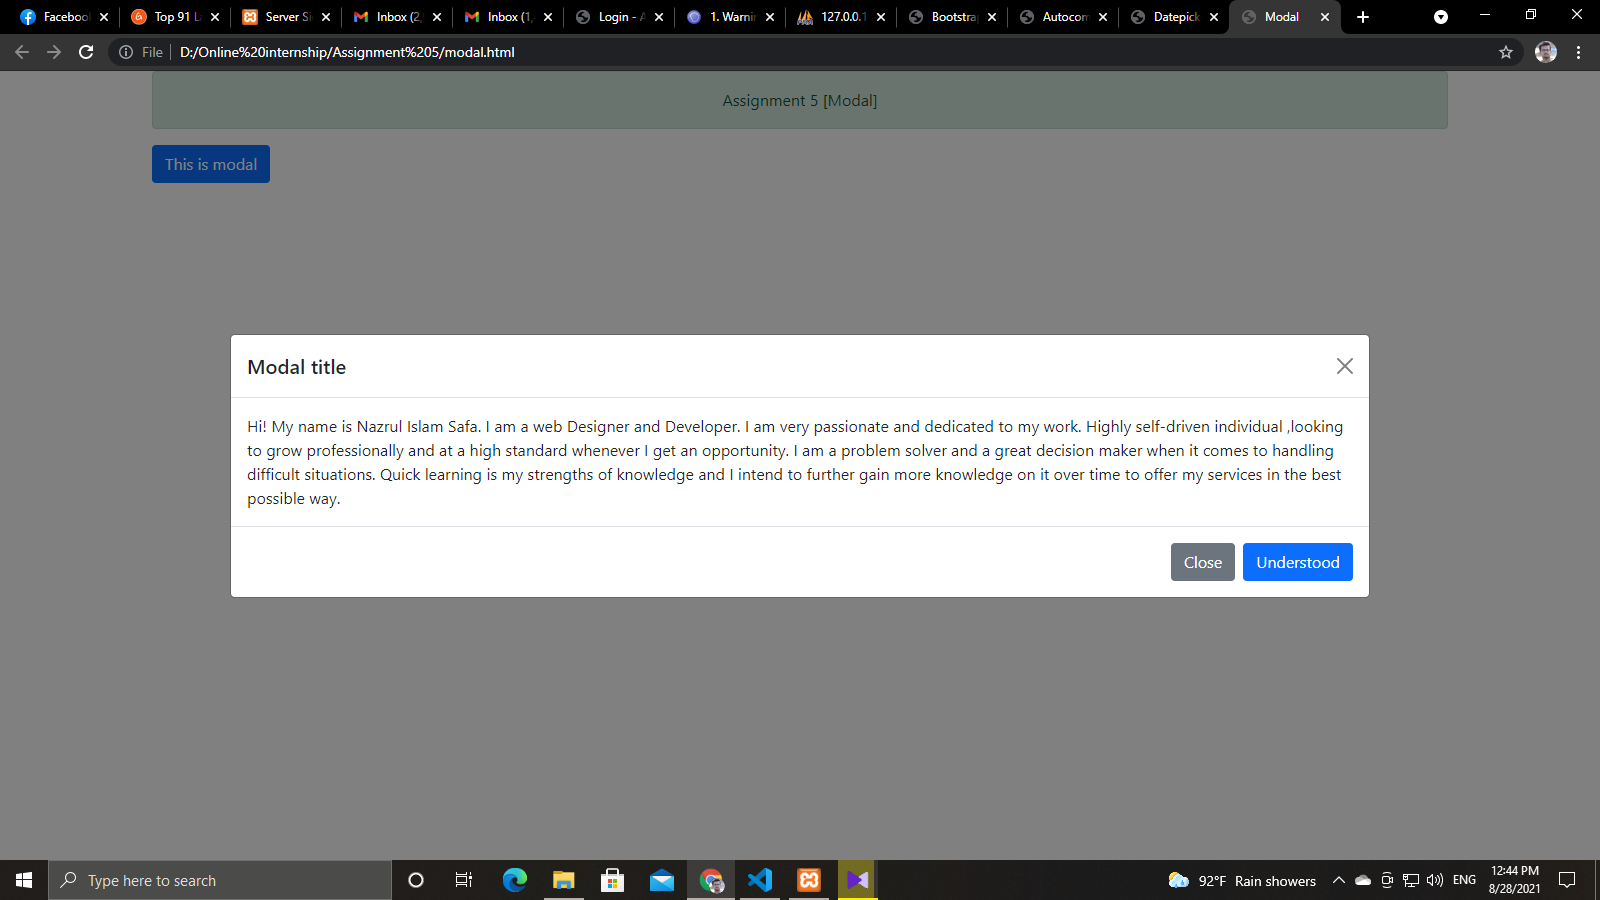 Facebook
Top 91 L
Server Si
Inbox (2,
Inbox (1,
Login - A
1. Warnin
127.0.0.1
Bootstrap
Autocom
Datepick
Modal
File
D:/Online%20internship/Assignment%205/modal.html
Assignment 5 [Modal]
This is modal
Modal title
Hi! My name is Nazrul Islam Safa. I am a web Designer and Developer. I am very passionate and dedicated to my work. Highly self-driven individual ,looking
to grow professionally and at a high standard whenever I get an opportunity. I am a problem solver and a great decision maker when it comes to handling
difficult situations. Quick learning is my strengths of knowledge and I intend to further gain more knowledge on it over time to offer my services in the best
possible way.
Close
Understood
Type here to search
92°F Rain showers
ENG
12:44 PM
8/28/2021